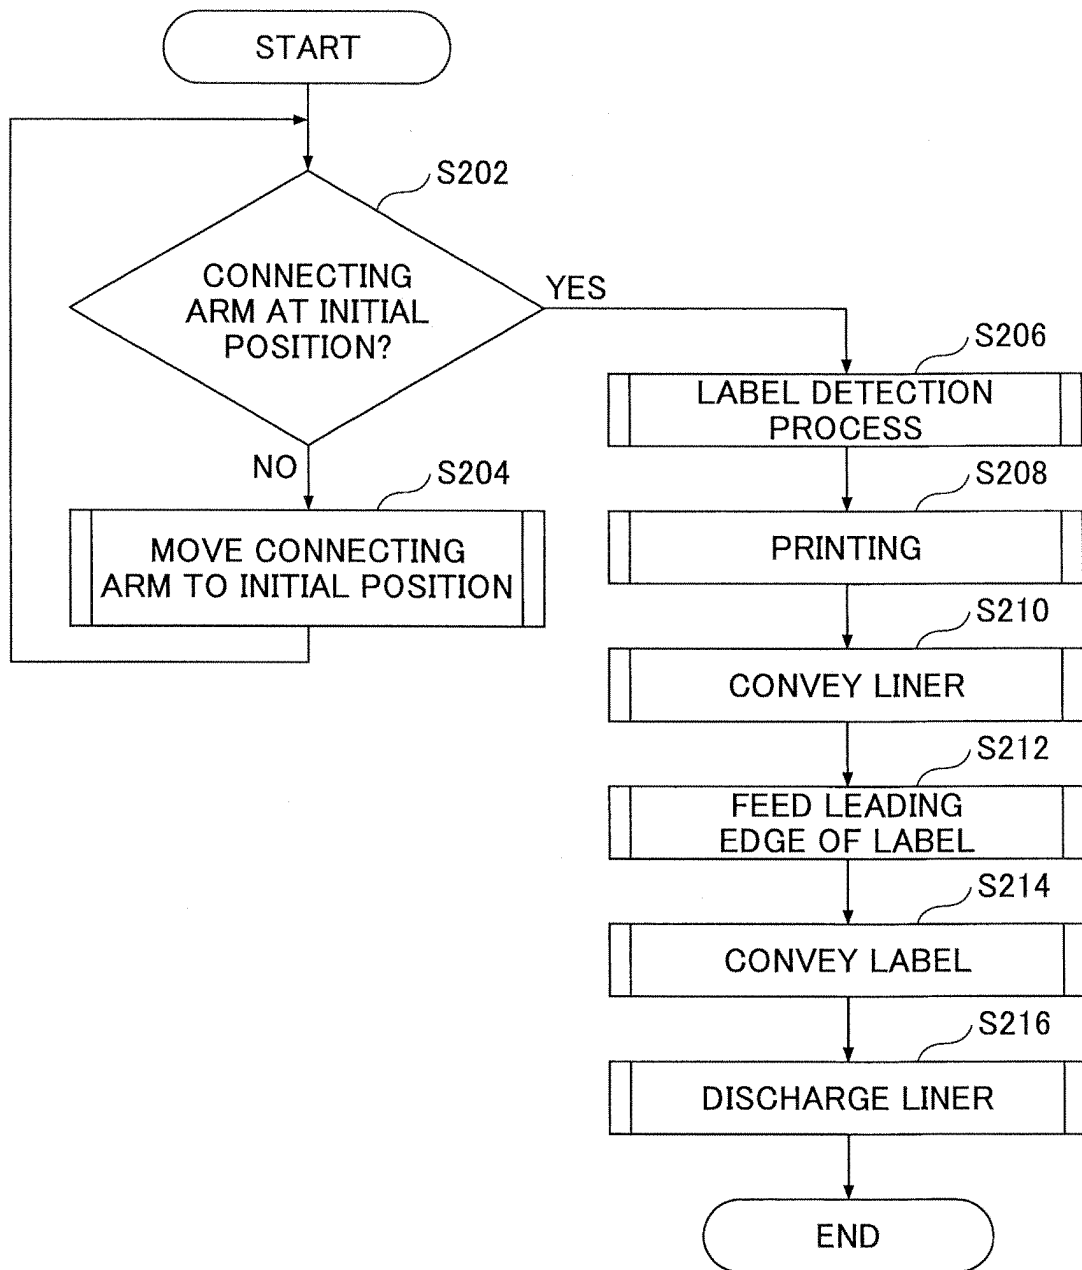 START
S202
CONNECTING
ARM AT INITIAL
POSITION?
YES
NO
S204
MOVE CONNECTING
ARM TO INITIAL POSITION
S206
LABEL DETECTION
PROCESS
S208
PRINTING
S210
CONVEY LINER
S212
FEED LEADING
EDGE OF LABEL
S214
CONVEY LABEL
S216
DISCHARGE LINER
END